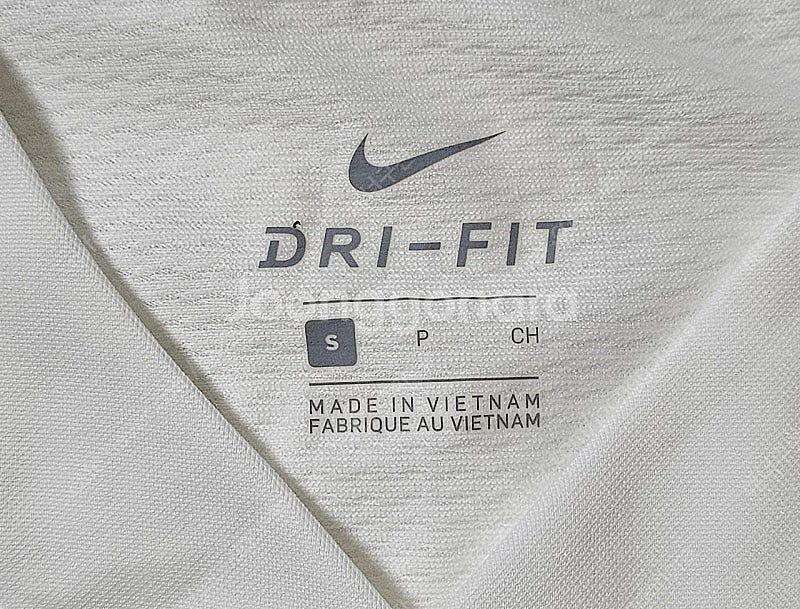 DRI-FIT
S P CH
MADE IN VIETNAM
FABRIQUE AU VIETNAM